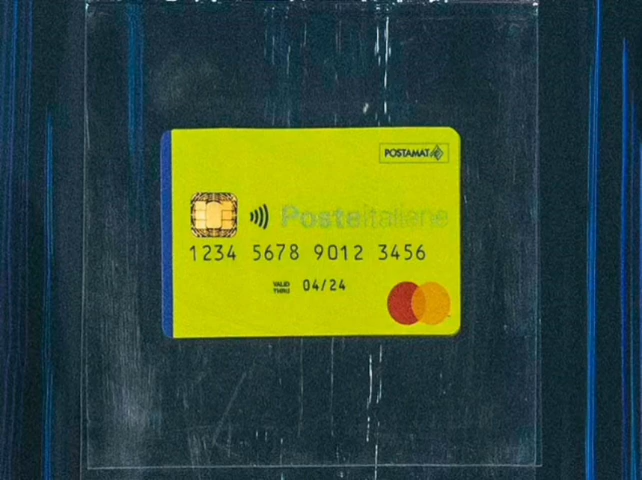 POSTAMAT
Posteitaliane
1234 5678 9012 3456
VALID
THRU 04/24